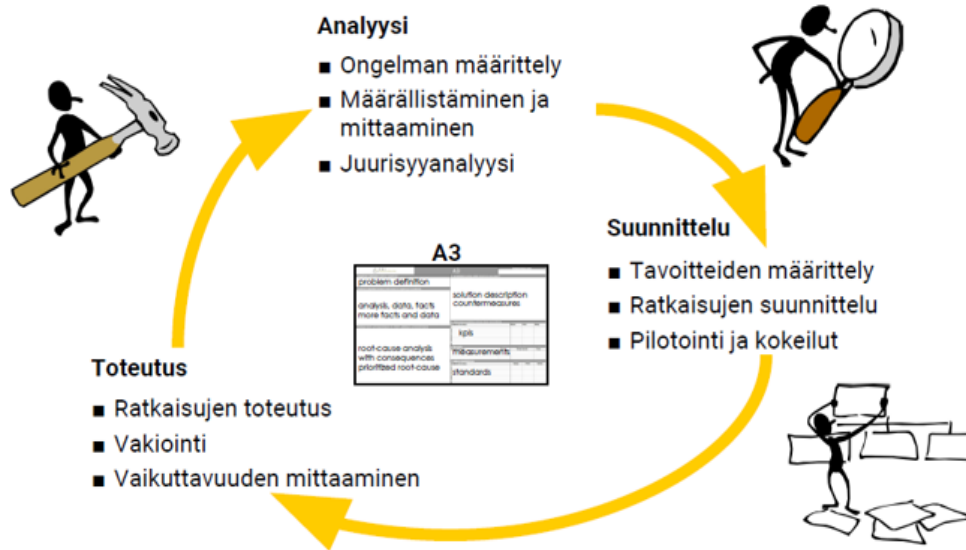 Analyysi
■ Ongelman määrittely
■ Määrällistäminen ja
mittaaminen
■ Juurisyyanalyysi
Suunnittelu
■ Tavoitteiden määrittely
■ Ratkaisujen suunnittelu
■ Pilotointi ja kokeilut
A3
problem definition
analysis, data, facts
more facts and data
root-cause analysis
with consequences
prioritized root-cause
solution description
countermeasures
kpis
measurements
standards
Toteutus
■ Ratkaisujen toteutus
■ Vakiointi
■ Vaikuttavuuden mittaaminen